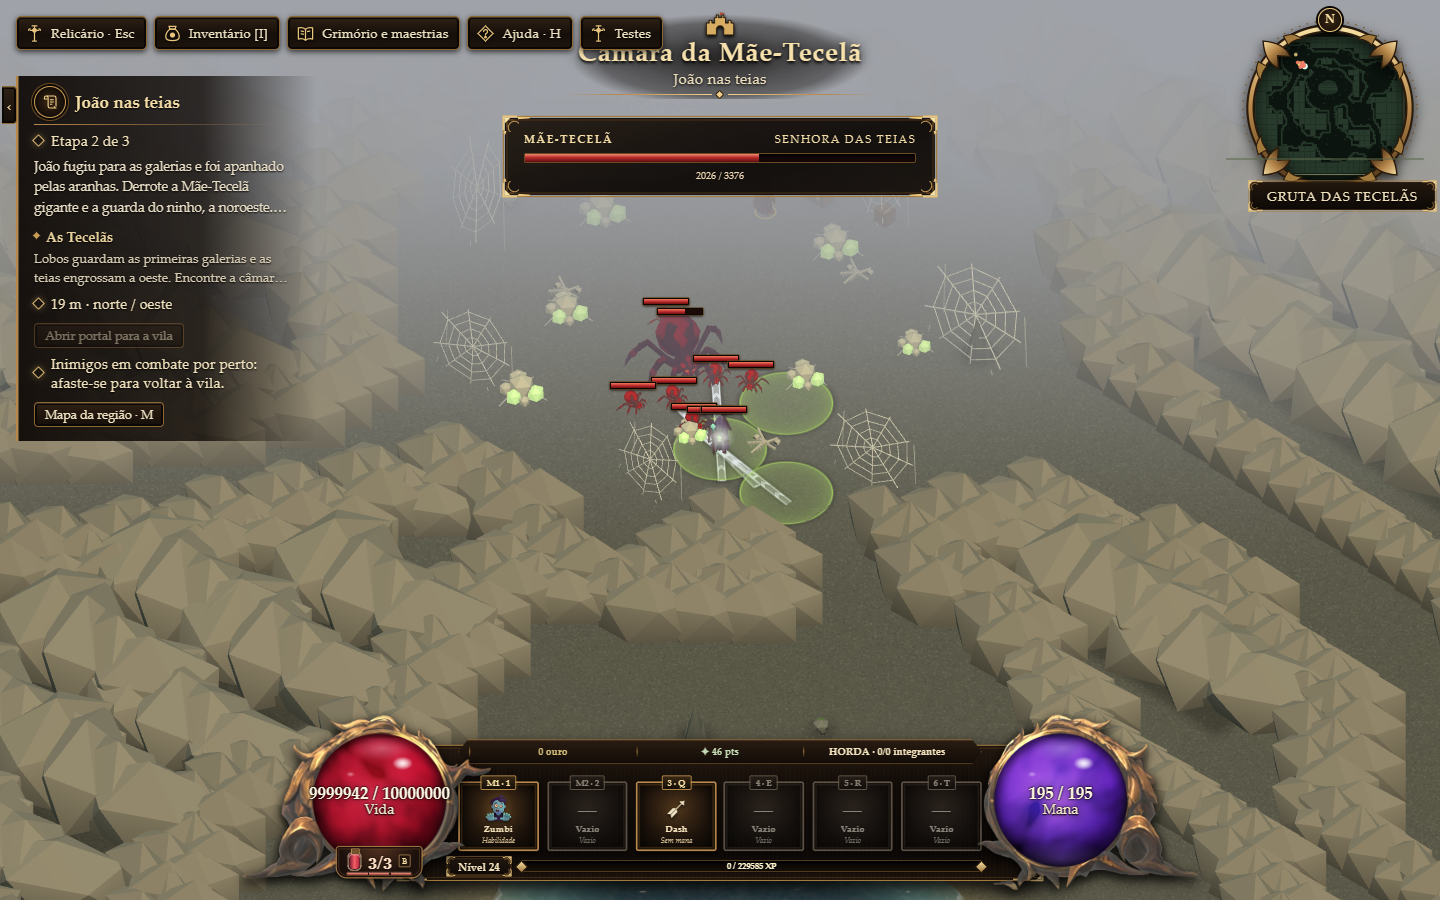 Relicário · Esc
Inventário [I]
Grimório e maestrias
Ajuda · H
Testes
Câmara da Mãe-Tecelã
João nas teias
N
GRUTA DAS TECELÃS
MÃE-TECELÃ
SENHORA DAS TEIAS
2026 / 3376
João nas teias
Etapa 2 de 3
João fugiu para as galerias e foi apanhado
pelas aranhas. Derrote a Mãe-Tecelã
gigante e a guarda do ninho, a noroeste....
As Tecelãs
Lobos guardam as primeiras galerias e as
teias engrossam a oeste. Encontre a câmar...
19 m · norte / oeste
Abrir portal para a vila
Inimigos em combate por perto:
afaste-se para voltar à vila.
Mapa da região · M
0 ouro
46 pts
HORDA · 0/0 integrantes
9999942 / 10000000
Vida
3/3
B
M1 · 1
Zumbi
Habilidade
M2 · 2
Vazio
Vazio
3 · Q
Dash
Sem mana
4 · E
Vazio
Vazio
5 · R
Vazio
Vazio
6 · T
Vazio
Vazio
195 / 195
Mana
Nível 24
0 / 229585 XP